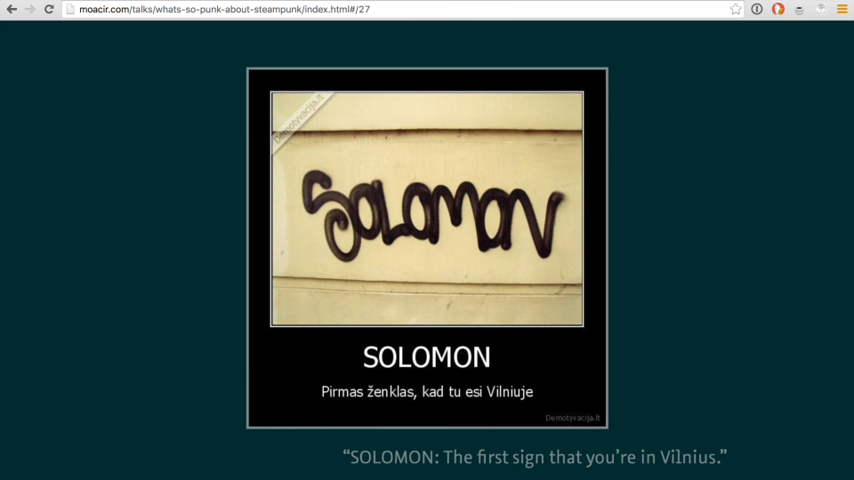 moacir.com/talks/whats-so-punk-about-steampunk/index.html#/27
Demotyvacija.lt
SOLOMON
SOLOMON
Pirmas ženklas, kad tu esi Vilniuje
Demotyvacija.lt
“SOLOMON: The first sign that you’re in Vilnius.”